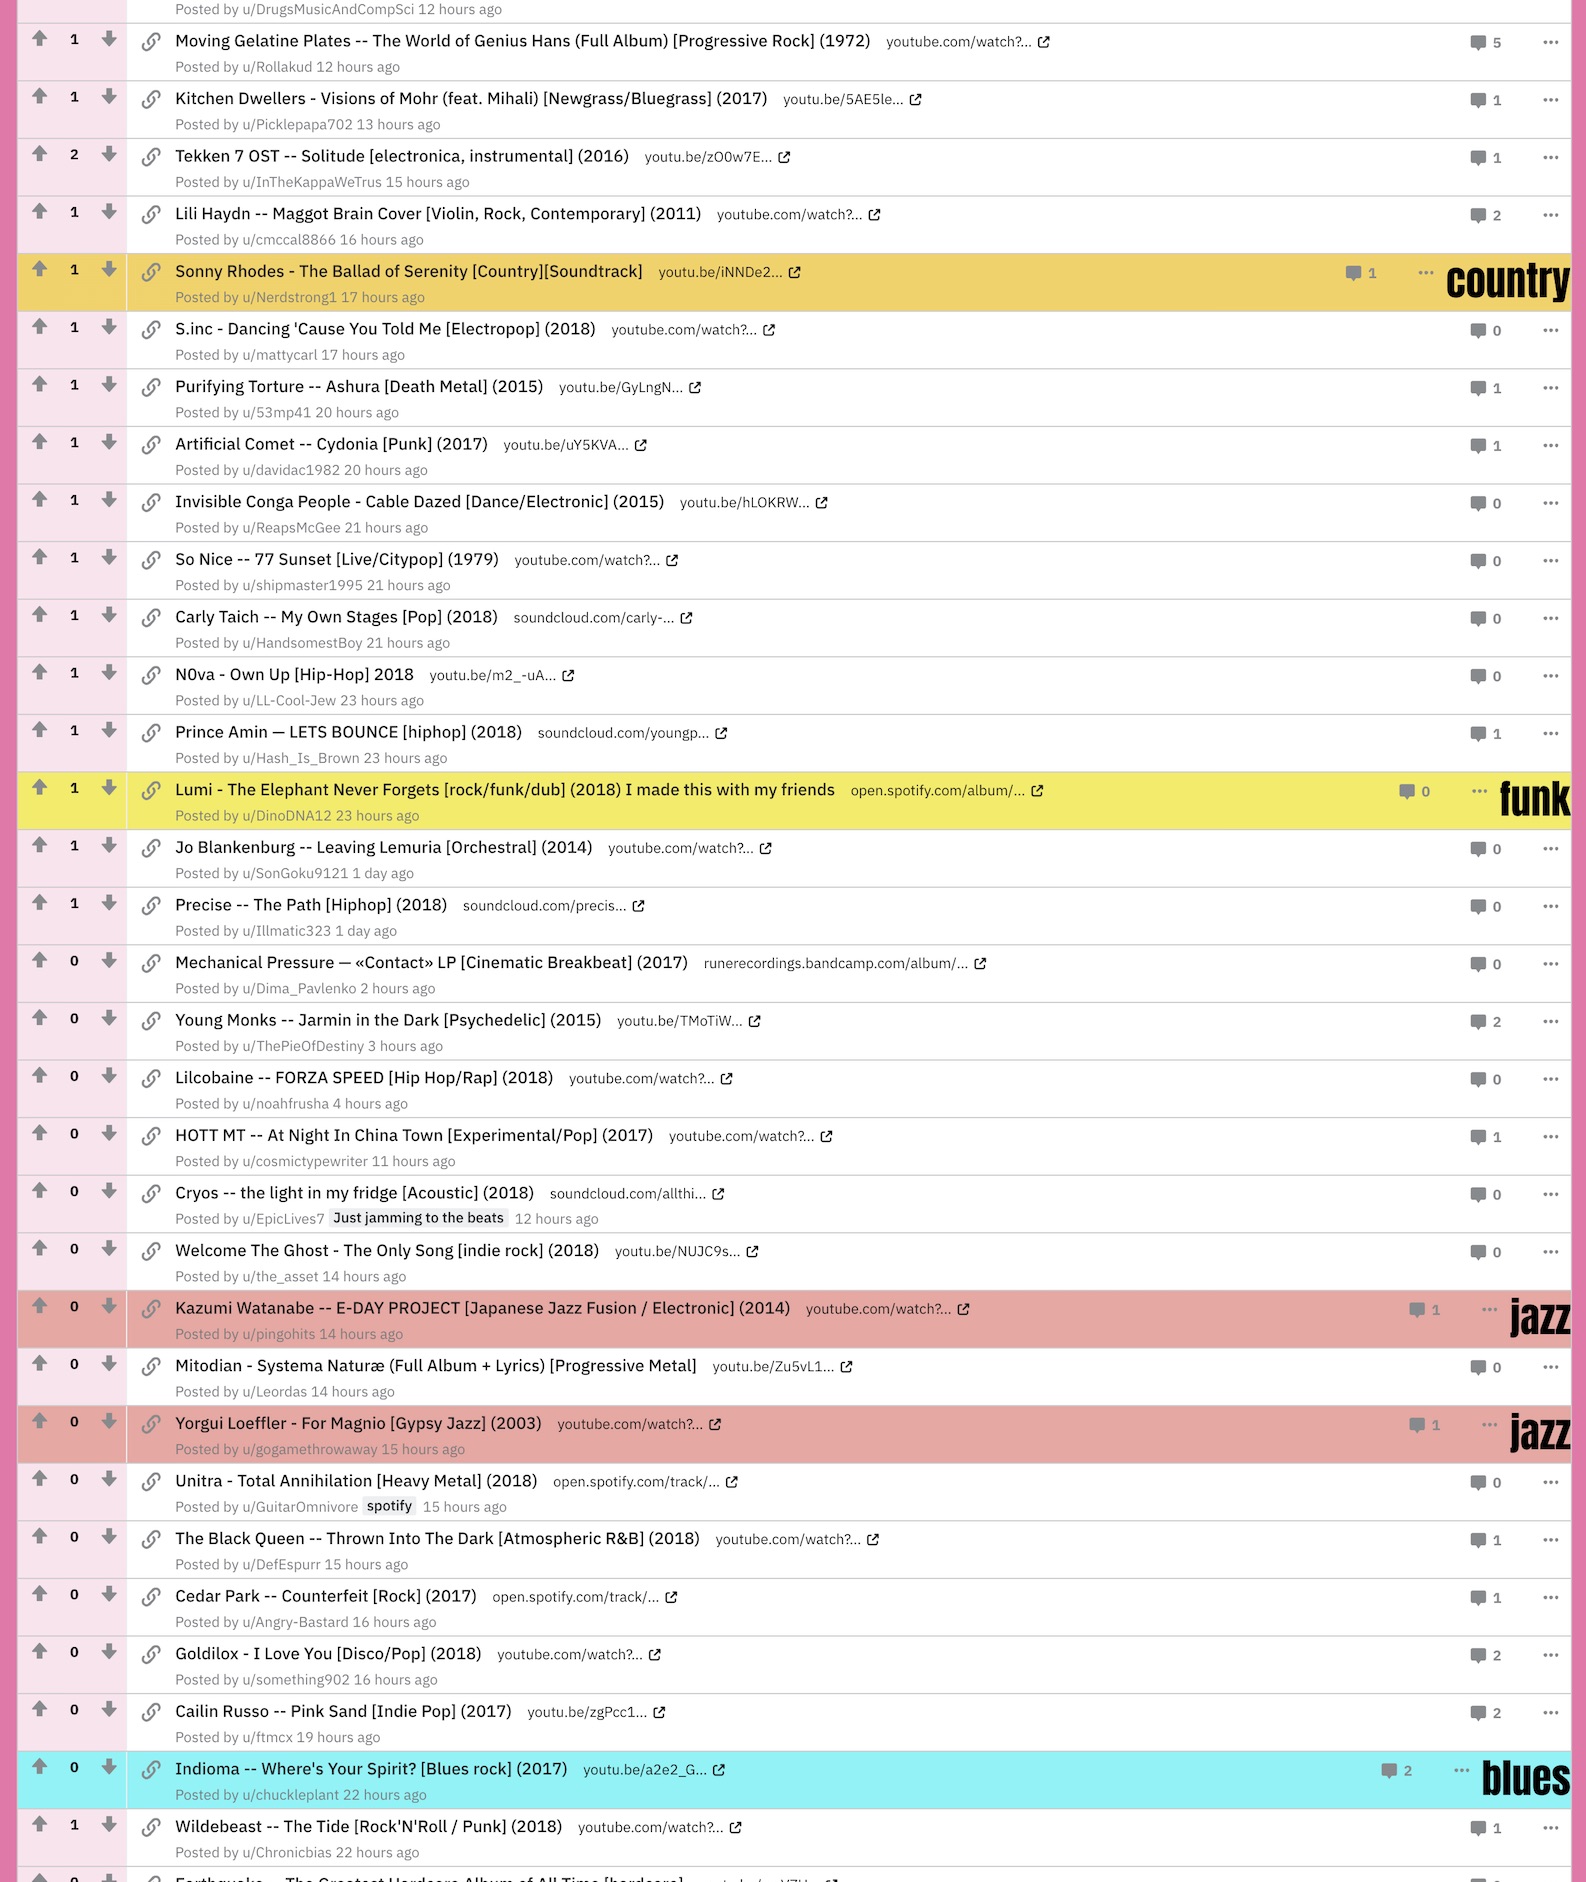 Posted by u/DrugsMusicAndCompSci 12 hours ago
1 Moving Gelatine Plates -- The World of Genius Hans (Full Album) [Progressive Rock] (1972) youtube.com/watch?... 5
Posted by u/Rollakud 12 hours ago
1 Kitchen Dwellers - Visions of Mohr (feat. Mihali) [Newgrass/Bluegrass] (2017) youtu.be/5AE5le... 1
Posted by u/Picklepapa702 13 hours ago
2 Tekken 7 OST -- Solitude [electronica, instrumental] (2016) youtu.be/zO0w7E... 1
Posted by u/InTheKappaWeTrus 15 hours ago
1 Lili Haydn -- Maggot Brain Cover [Violin, Rock, Contemporary] (2011) youtube.com/watch?... 2
Posted by u/cmccal8866 16 hours ago
1 Sonny Rhodes - The Ballad of Serenity [Country][Soundtrack] youtu.be/iNNDe2... 1 country
Posted by u/Nerdstrong1 17 hours ago
1 S.inc - Dancing 'Cause You Told Me [Electropop] (2018) youtube.com/watch?... 0
Posted by u/mattycarl 17 hours ago
1 Purifying Torture -- Ashura [Death Metal] (2015) youtu.be/GyLngN... 1
Posted by u/53mp41 20 hours ago
1 Artificial Comet -- Cydonia [Punk] (2017) youtu.be/uY5KVA... 1
Posted by u/davidac1982 20 hours ago
1 Invisible Conga People - Cable Dazed [Dance/Electronic] (2015) youtu.be/hLOKRW... 0
Posted by u/ReapsMcGee 21 hours ago
1 So Nice -- 77 Sunset [Live/Citypop] (1979) youtube.com/watch?... 0
Posted by u/shipmaster1995 21 hours ago
1 Carly Taich -- My Own Stages [Pop] (2018) soundcloud.com/carly-... 0
Posted by u/HandsomestBoy 21 hours ago
1 N0va - Own Up [Hip-Hop] 2018 youtu.be/m2_-uA... 0
Posted by u/LL-Cool-Jew 23 hours ago
1 Prince Amin — LETS BOUNCE [hiphop] (2018) soundcloud.com/youngp... 1
Posted by u/Hash_Is_Brown 23 hours ago
1 Lumi - The Elephant Never Forgets [rock/funk/dub] (2018) I made this with my friends open.spotify.com/album/... 0 funk
Posted by u/DinoDNA12 23 hours ago
1 Jo Blankenburg -- Leaving Lemuria [Orchestral] (2014) youtube.com/watch?... 0
Posted by u/SonGoku9121 1 day ago
1 Precise -- The Path [Hiphop] (2018) soundcloud.com/precis... 0
Posted by u/Illmatic323 1 day ago
0 Mechanical Pressure — «Contact» LP [Cinematic Breakbeat] (2017) runerecordings.bandcamp.com/album/... 0
Posted by u/Dima_Pavlenko 2 hours ago
0 Young Monks -- Jarmin in the Dark [Psychedelic] (2015) youtu.be/TMoTiW... 2
Posted by u/ThePieOfDestiny 3 hours ago
0 Lilcobaine -- FORZA SPEED [Hip Hop/Rap] (2018) youtube.com/watch?... 0
Posted by u/noahfrusha 4 hours ago
0 HOTT MT -- At Night In China Town [Experimental/Pop] (2017) youtube.com/watch?... 1
Posted by u/cosmictypewriter 11 hours ago
0 Cryos -- the light in my fridge [Acoustic] (2018) soundcloud.com/allthi... 0
Posted by u/EpicLives7 Just jamming to the beats 12 hours ago
0 Welcome The Ghost - The Only Song [indie rock] (2018) youtu.be/NUJC9s... 0
Posted by u/the_asset 14 hours ago
0 Kazumi Watanabe -- E-DAY PROJECT [Japanese Jazz Fusion / Electronic] (2014) youtube.com/watch?... 1 jazz
Posted by u/pingohits 14 hours ago
0 Mitodian - Systema Naturæ (Full Album + Lyrics) [Progressive Metal] youtu.be/Zu5vL1... 0
Posted by u/Leordas 14 hours ago
0 Yorgui Loeffler - For Magnio [Gypsy Jazz] (2003) youtube.com/watch?... 1 jazz
Posted by u/gogamethrowaway 15 hours ago
0 Unitra - Total Annihilation [Heavy Metal] (2018) open.spotify.com/track/... 0
Posted by u/GuitarOmnivore spotify 15 hours ago
0 The Black Queen -- Thrown Into The Dark [Atmospheric R&B] (2018) youtube.com/watch?... 1
Posted by u/DefEspurr 15 hours ago
0 Cedar Park -- Counterfeit [Rock] (2017) open.spotify.com/track/... 1
Posted by u/Angry-Bastard 16 hours ago
0 Goldilox - I Love You [Disco/Pop] (2018) youtube.com/watch?... 2
Posted by u/something902 16 hours ago
0 Cailin Russo -- Pink Sand [Indie Pop] (2017) youtu.be/zgPcc1... 2
Posted by u/ftmcx 19 hours ago
0 Indioma -- Where's Your Spirit? [Blues rock] (2017) youtu.be/a2e2_G... 2 blues
Posted by u/chuckleplant 22 hours ago
1 Wildebeast -- The Tide [Rock'N'Roll / Punk] (2018) youtube.com/watch?... 1
Posted by u/Chronicbias 22 hours ago
The Greatest Hardcore Album of All Time [hardcore]